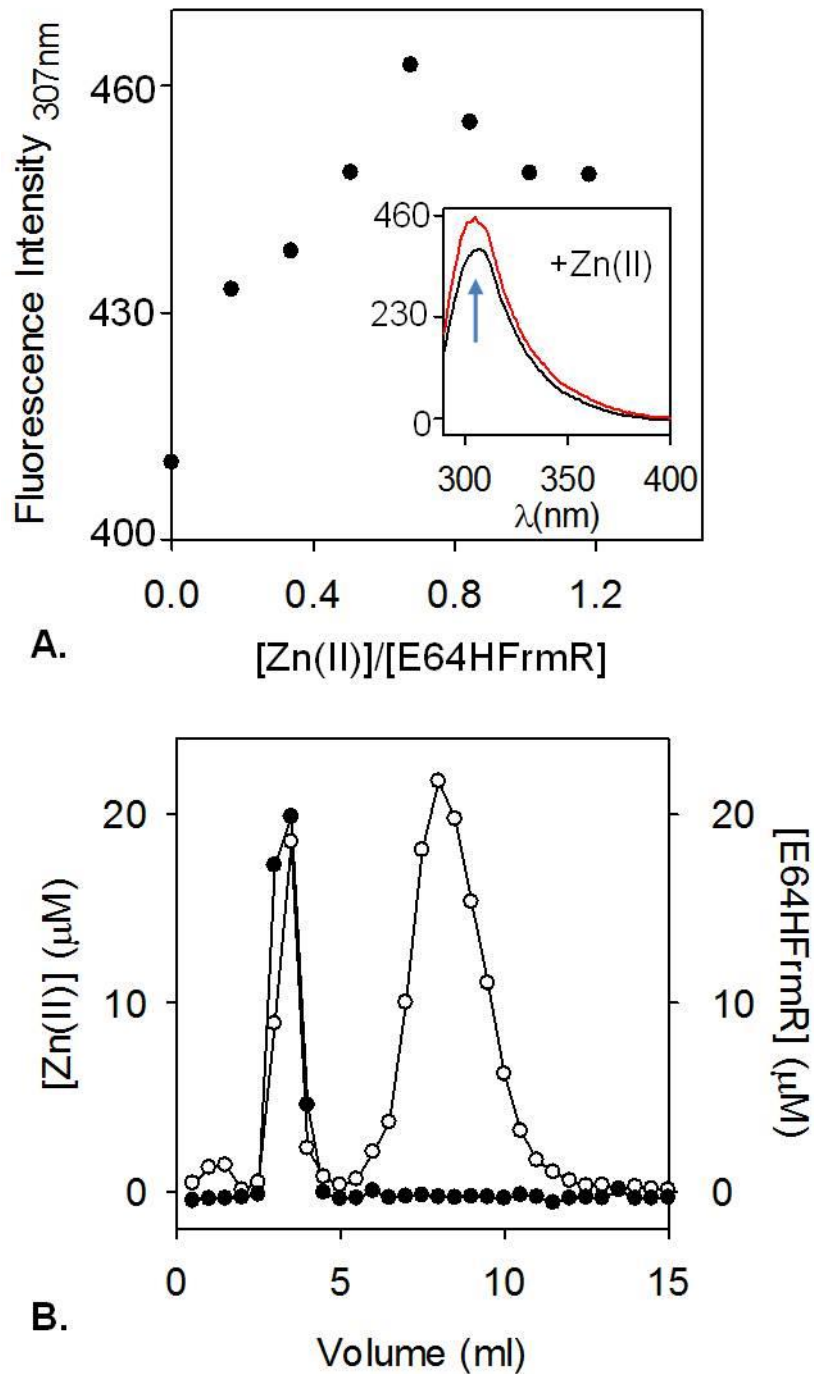 Fluorescence Intensity 307nm
460
430
400
0.0 0.4 0.8 1.2
[Zn(II)]/[E64HFrmR]
460
230
0
+Zn(II)
300 350 400
λ(nm)
A.
[Zn(II)] (μM)
20
10
0
20
10
0
[E64HFrmR] (μM)
0 5 10 15
Volume (ml)
B.